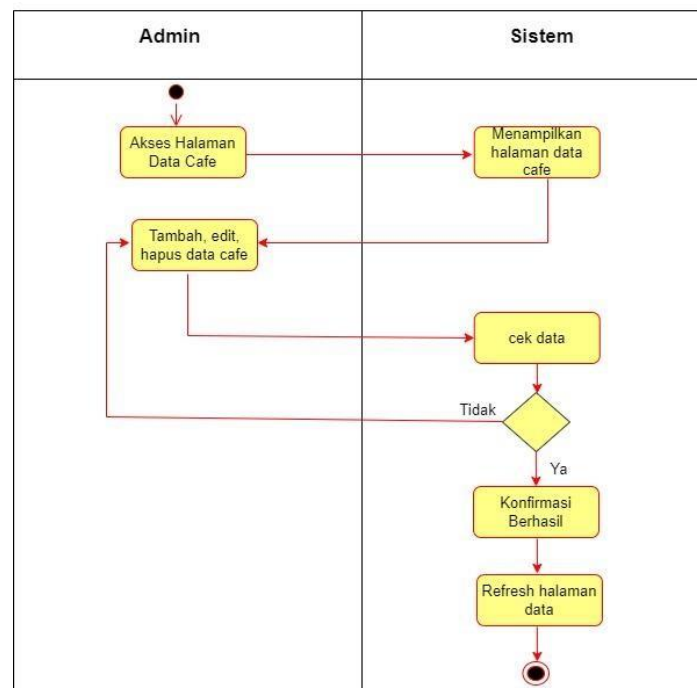 Admin
Sistem
Akses Halaman
Data Cafe
Menampilkan
halaman data
cafe
Tambah, edit,
hapus data cafe
cek data
Tidak
Ya
Konfirmasi
Berhasil
Refresh halaman
data